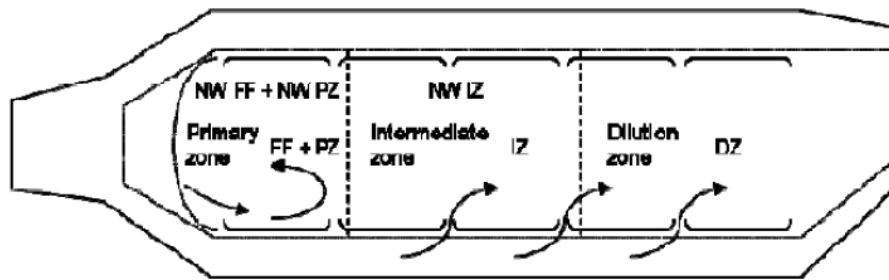 NW FF + NW PZ
NW IZ
Primary zone
FF + PZ
Intermediate zone
IZ
Dilution zone
DZ